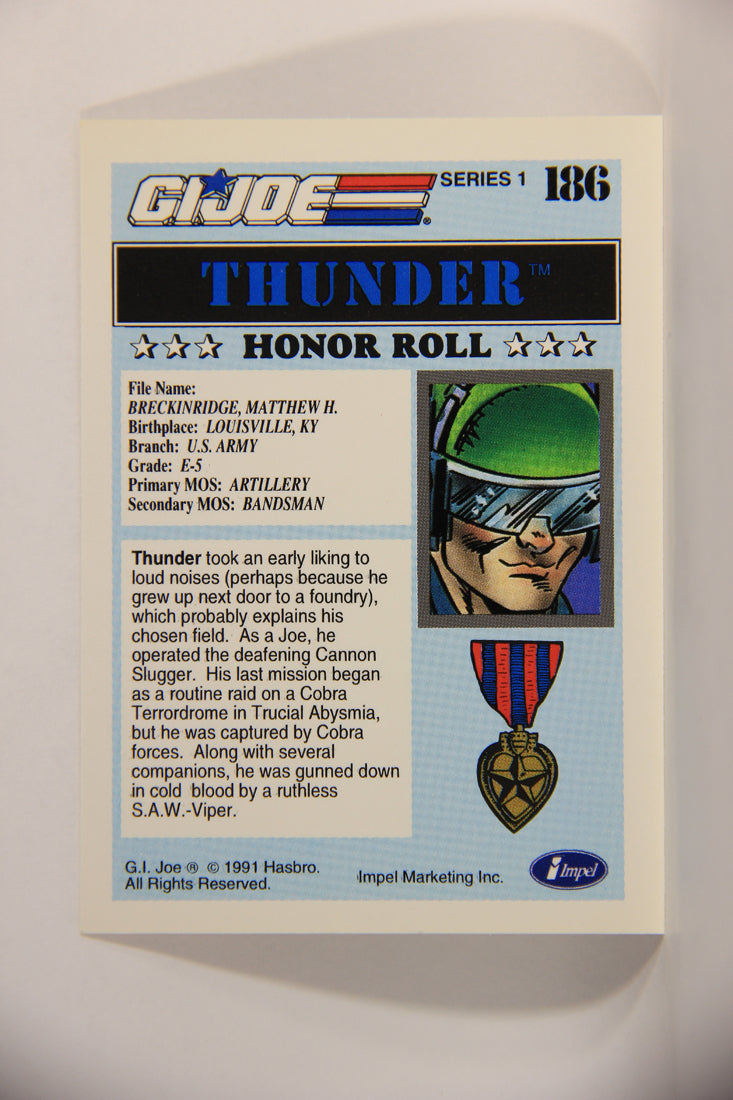 G.I. JOE ®
SERIES 1
186
THUNDER™
HONOR ROLL
File Name:
BRECKINRIDGE, MATTHEW H.
Birthplace: LOUISVILLE, KY
Branch: U.S. ARMY
Grade: E-5
Primary MOS: ARTILLERY
Secondary MOS: BANDSMAN
Thunder took an early liking to
loud noises (perhaps because he
grew up next door to a foundry),
which probably explains his
chosen field. As a Joe, he
operated the deafening Cannon
Slugger. His last mission began
as a routine raid on a Cobra
Terrordrome in Trucial Abysmia,
but he was captured by Cobra
forces. Along with several
companions, he was gunned down
in cold blood by a ruthless
S.A.W.-Viper.
G.I. Joe ® © 1991 Hasbro.
All Rights Reserved.
Impel Marketing Inc.
Impel